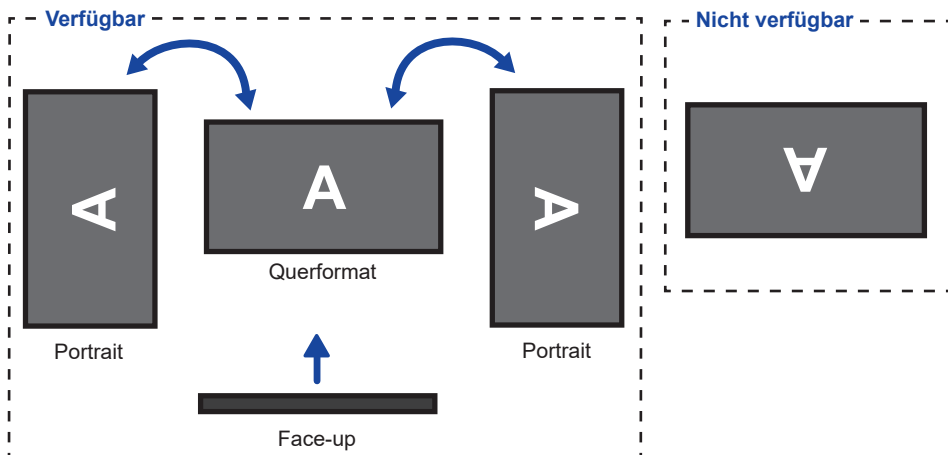 Verfügbar
Nicht verfügbar
A
A
A
A
Querformat
Portrait
Portrait
Face-up